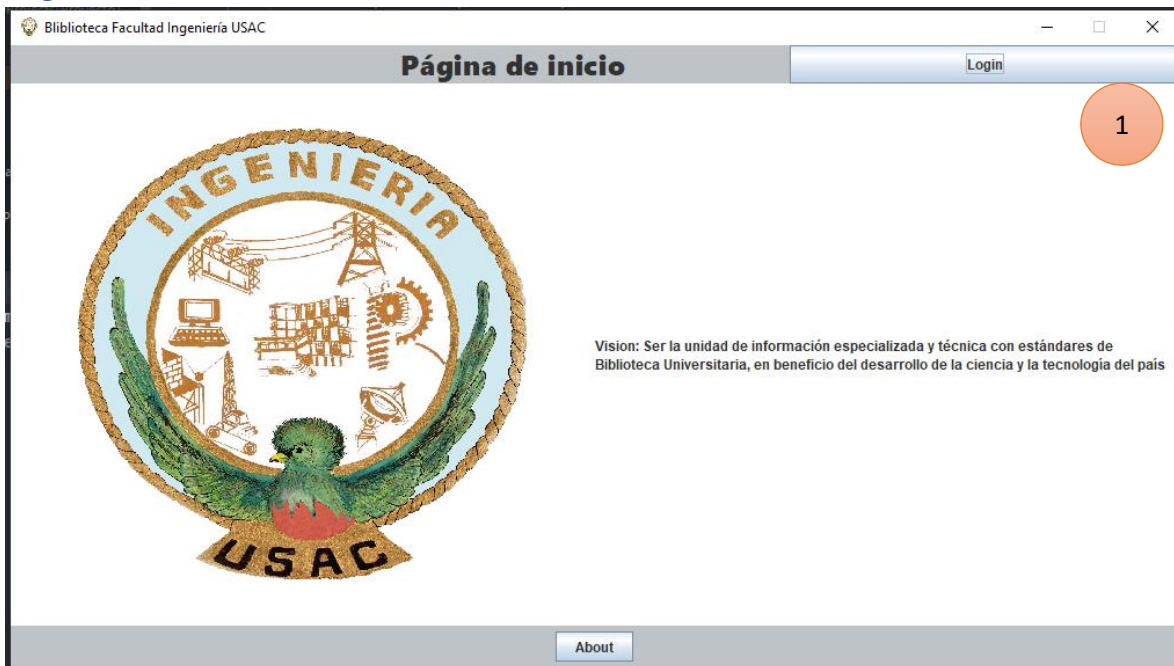 Bliblioteca Facultad Ingeniería USAC
Página de inicio
Login
1
INGENIERIA
Vision: Ser la unidad de información especializada y técnica con estándares de
Biblioteca Universitaria, en beneficio del desarrollo de la ciencia y la tecnología del país
USAC
About